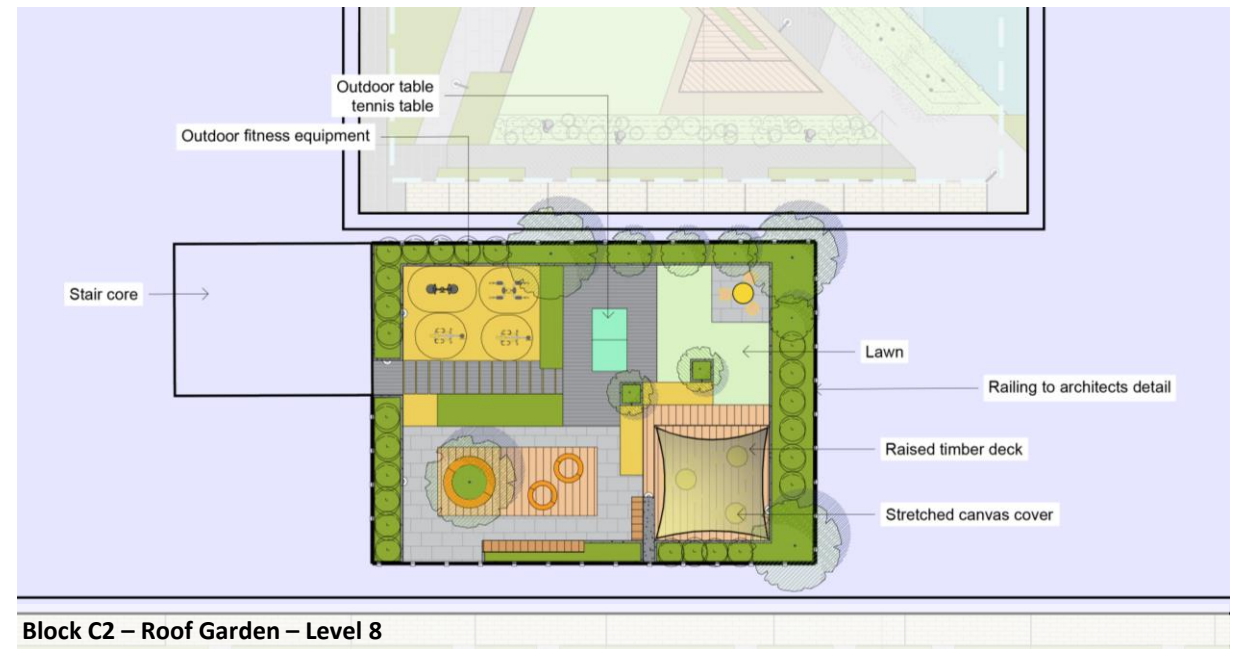 Outdoor table
tennis table
Outdoor fitness equipment
Stair core
Lawn
Railing to architects detail
Raised timber deck
Stretched canvas cover
Block C2 – Roof Garden – Level 8